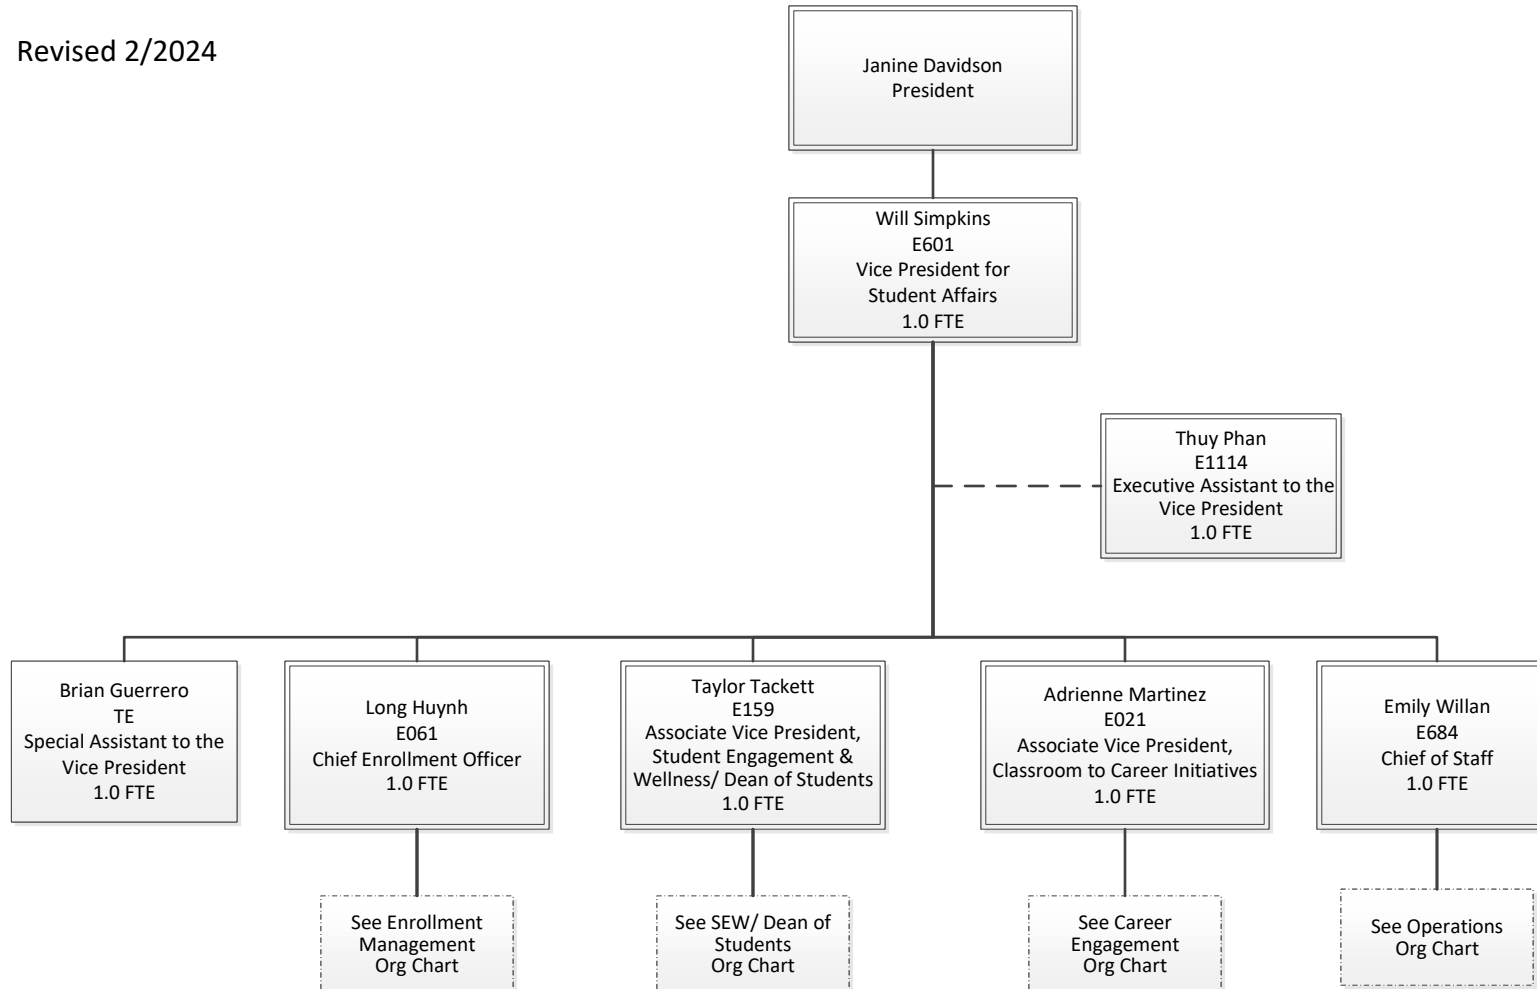 Revised 2/2024
Janine Davidson
President
Will Simpkins
E601
Vice President for
Student Affairs
1.0 FTE
Thuy Phan
E1114
Executive Assistant to the
Vice President
1.0 FTE
Brian Guerrero
TE
Special Assistant to the
Vice President
1.0 FTE
Long Huynh
E061
Chief Enrollment Officer
1.0 FTE
Taylor Tackett
E159
Associate Vice President,
Student Engagement &
Wellness/ Dean of Students
1.0 FTE
Adrienne Martinez
E021
Associate Vice President,
Classroom to Career Initiatives
1.0 FTE
Emily Willan
E684
Chief of Staff
1.0 FTE
See Enrollment
Management
Org Chart
See SEW/ Dean of
Students
Org Chart
See Career
Engagement
Org Chart
See Operations
Org Chart